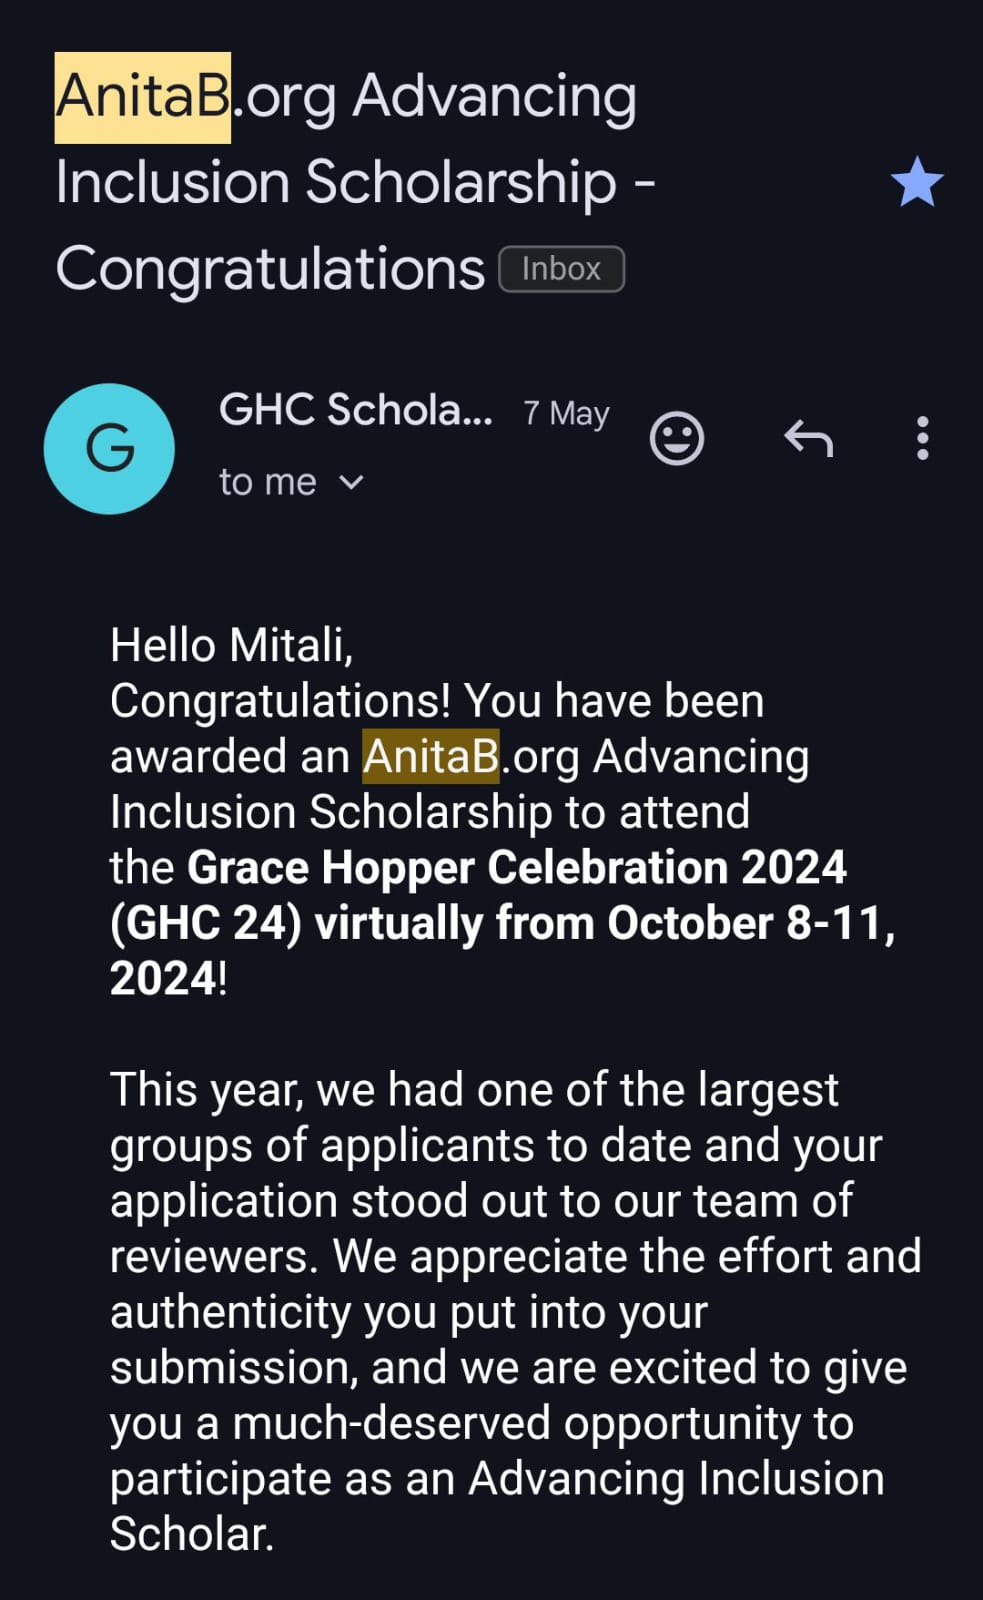 AnitaB.org Advancing
Inclusion Scholarship -
Congratulations Inbox
G
GHC Schola... 7 May
to me
Hello Mitali,
Congratulations! You have been
awarded an AnitaB.org Advancing
Inclusion Scholarship to attend
the Grace Hopper Celebration 2024
(GHC 24) virtually from October 8-11,
2024!
This year, we had one of the largest
groups of applicants to date and your
application stood out to our team of
reviewers. We appreciate the effort and
authenticity you put into your
submission, and we are excited to give
you a much-deserved opportunity to
participate as an Advancing Inclusion
Scholar.